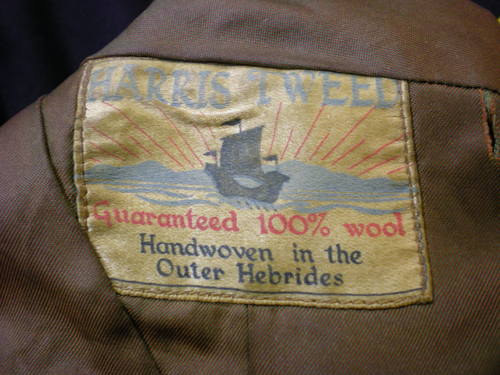 HARRIS TWEED
Guaranteed 100% wool
Handwoven in the
Outer Hebrides